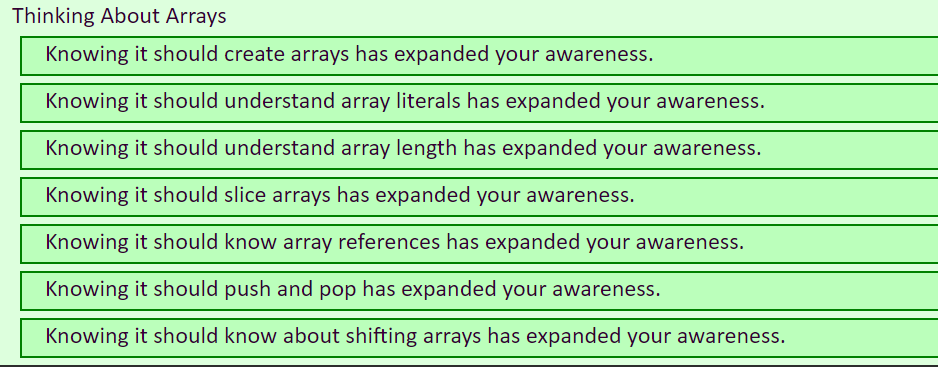 Thinking About Arrays
Knowing it should create arrays has expanded your awareness.
Knowing it should understand array literals has expanded your awareness.
Knowing it should understand array length has expanded your awareness.
Knowing it should slice arrays has expanded your awareness.
Knowing it should know array references has expanded your awareness.
Knowing it should push and pop has expanded your awareness.
Knowing it should know about shifting arrays has expanded your awareness.